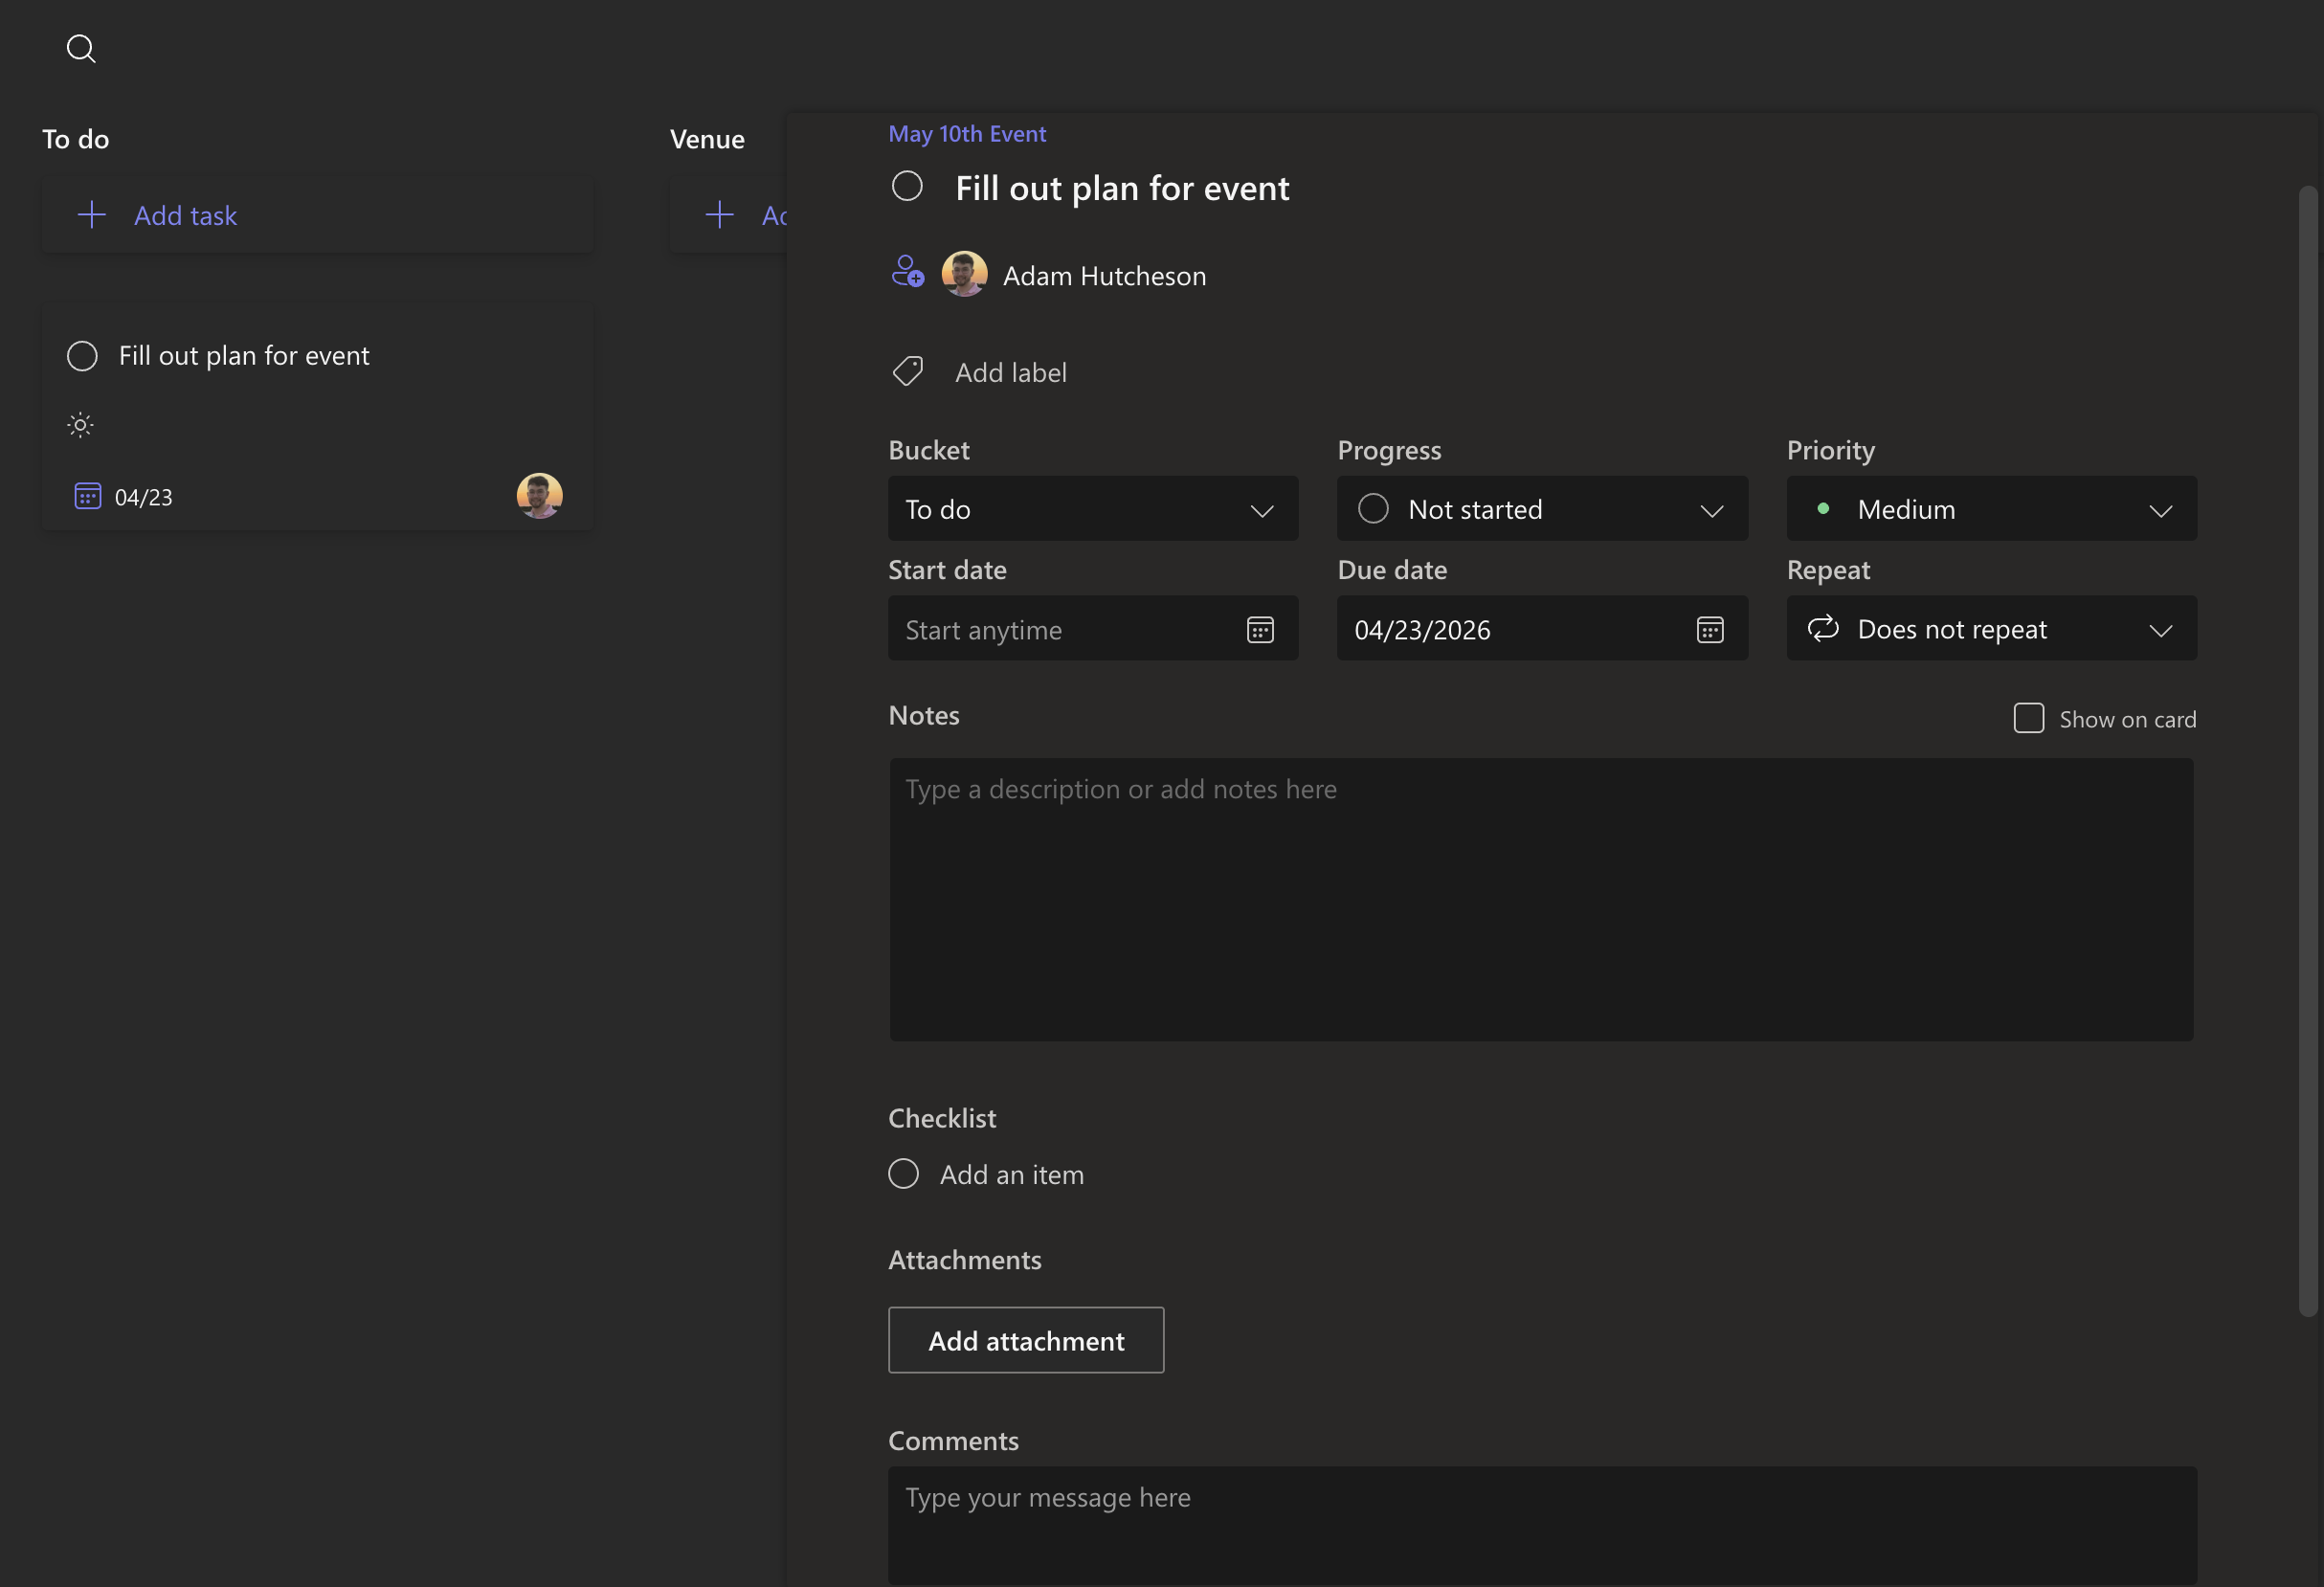 To do
Add task
Fill out plan for event
04/23
Venue
May 10th Event
Fill out plan for event
Adam Hutcheson
Add label
Bucket
Progress
Priority
To do
Not started
Medium
Start date
Due date
Repeat
Start anytime
04/23/2026
Does not repeat
Notes
Show on card
Type a description or add notes here
Checklist
Add an item
Attachments
Add attachment
Comments
Type your message here